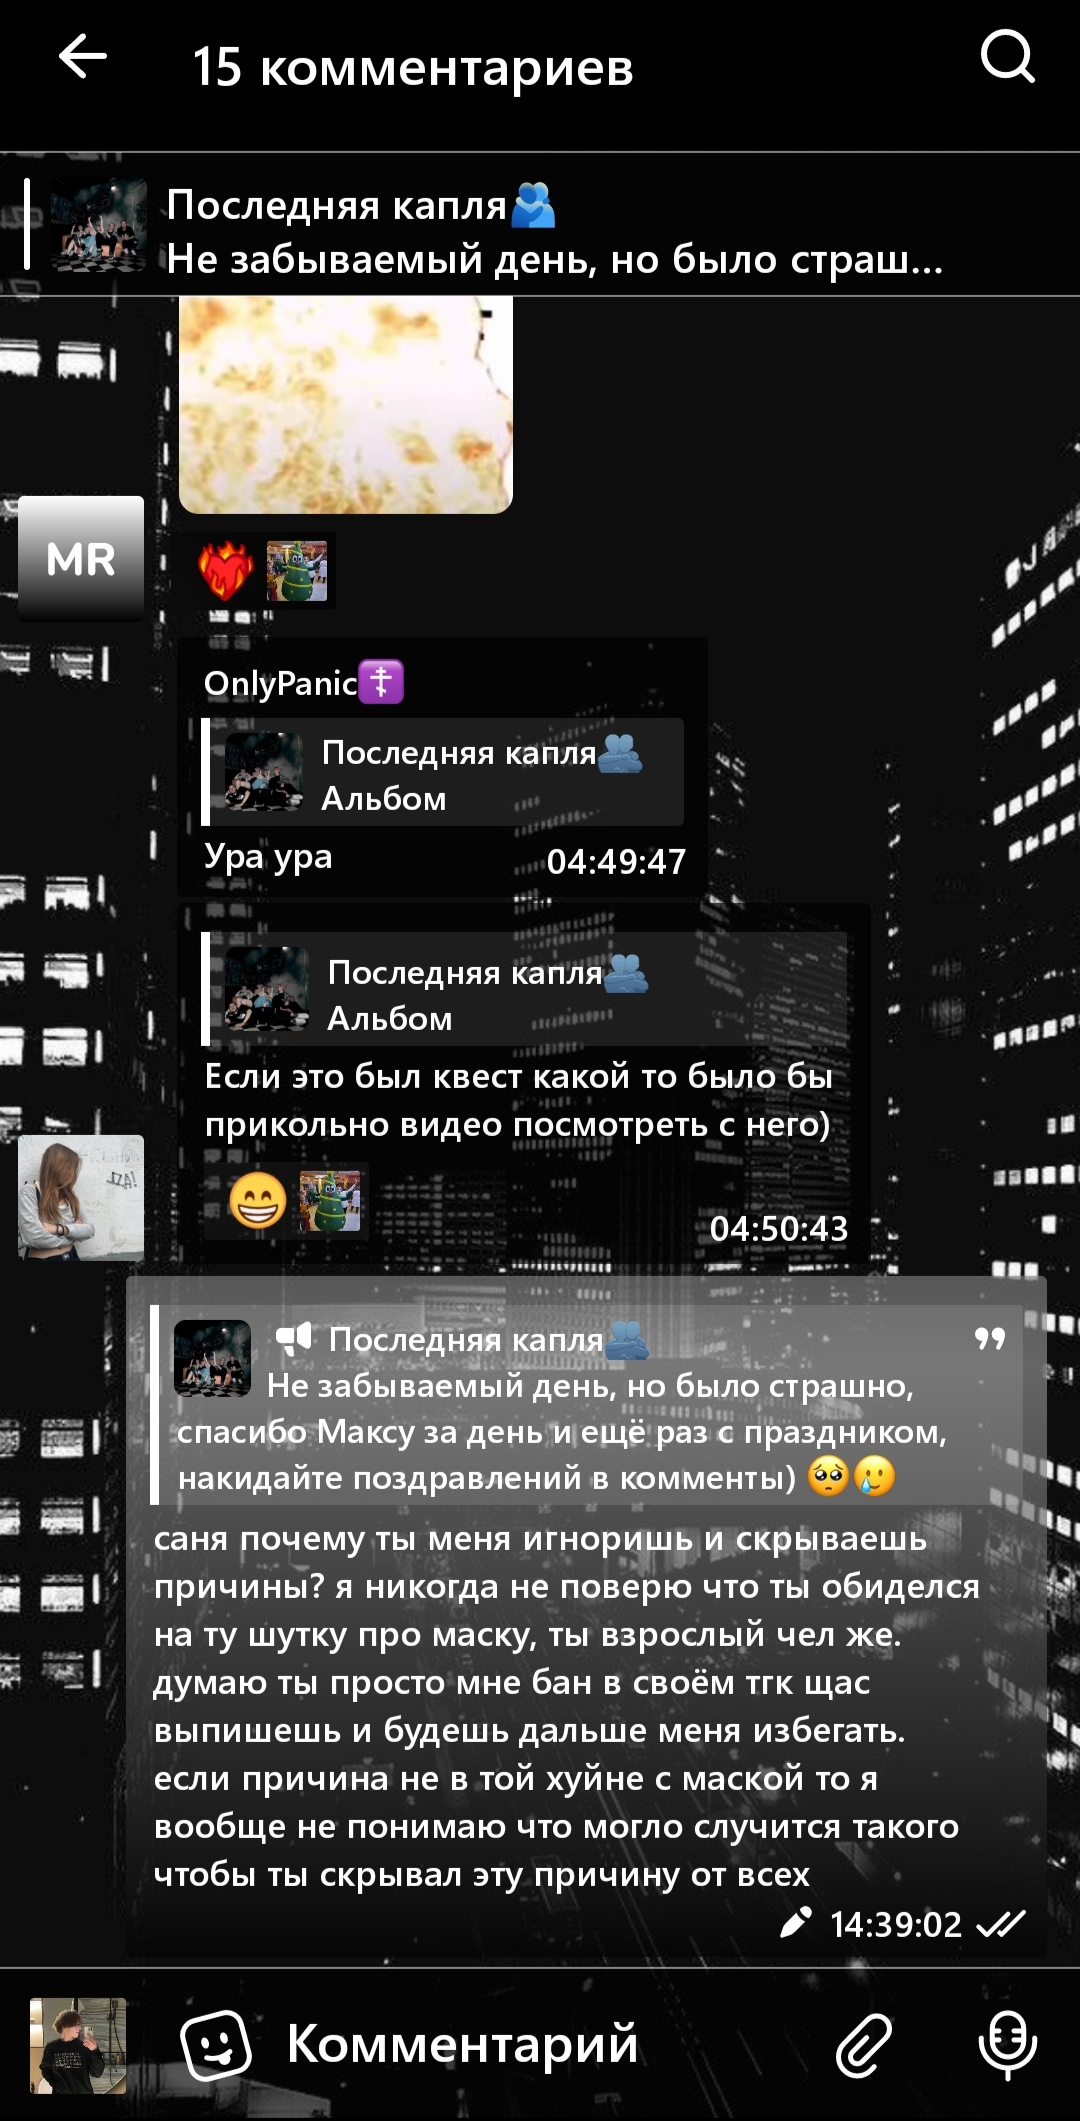 15 комментариев
Последняя капля🫂
Не забываемый день, но было страш...
MR
OnlyPanic☦️
Последняя капля🫂
Альбом
Ура ура
04:49:47
Последняя капля🫂
Альбом
Если это был квест какой то было бы
прикольно видео посмотреть с него)
04:50:43
Последняя капля🫂
Не забываемый день, но было страшно,
спасибо Максу за день и ещё раз с праздником,
накидайте поздравлений в комменты) 🥺🥲
саня почему ты меня игноришь и скрываешь
причины? я никогда не поверю что ты обиделся
на ту шутку про маску, ты взрослый чел же.
думаю ты просто мне бан в своём тгк щас
выпишешь и будешь дальше меня избегать.
если причина не в той хуйне с маской то я
вообще не понимаю что могло случится такого
чтобы ты скрывал эту причину от всех
14:39:02
Комментарий